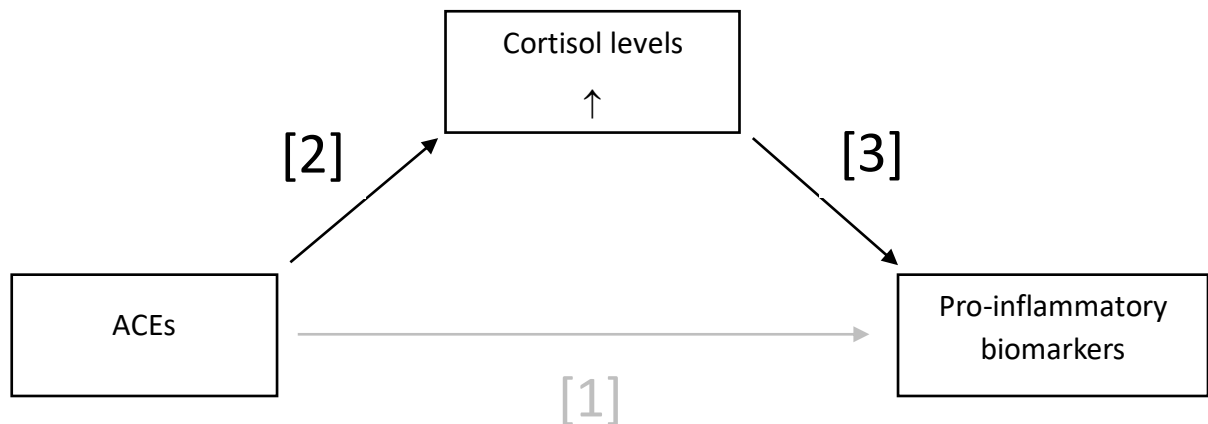 Cortisol levels
↑
[2]
[3]
ACEs
Pro-inflammatory
biomarkers
[1]